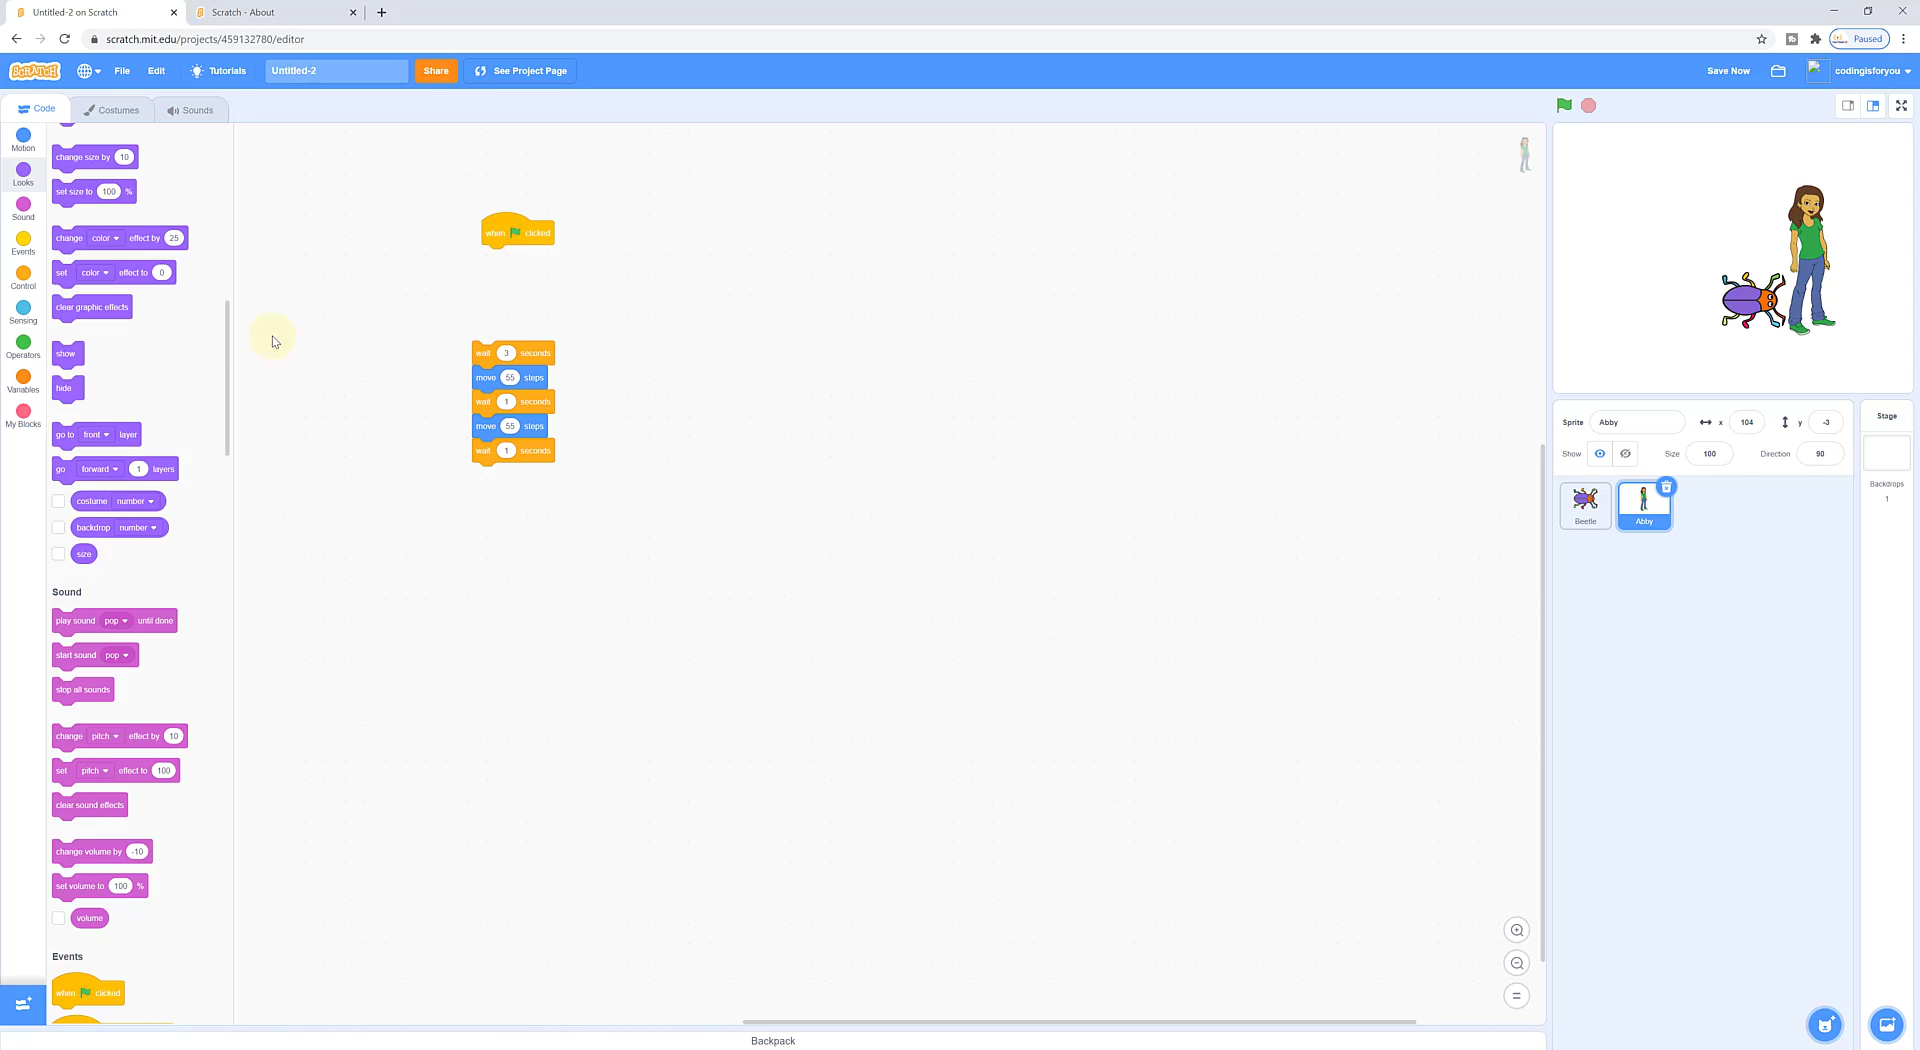 Untitled-2 on Scratch
Scratch - About
scratch.mit.edu/projects/459132780/editor
Paused
SCRATCH
File
Edit
Tutorials
Untitled-2
Share
See Project Page
Save Now
codingisforyou
Code
Costumes
Sounds
Motion
Looks
Sound
Events
Control
Sensing
Operators
Variables
My Blocks
change size by 10
set size to 100 %
change color effect by 25
set color effect to 0
clear graphic effects
show
hide
go to front layer
go forward 1 layers
costume number
backdrop number
size
Sound
play sound pop until done
start sound pop
stop all sounds
change pitch effect by 10
set pitch effect to 100
clear sound effects
change volume by -10
set volume to 100 %
volume
Events
when clicked
when clicked
wait 3 seconds
move 55 steps
wait 1 seconds
move 55 steps
wait 1 seconds
Sprite Abby x 104 y -3
Show Size 100 Direction 90
Beetle
Abby
Stage
Backdrops
1
Backpack